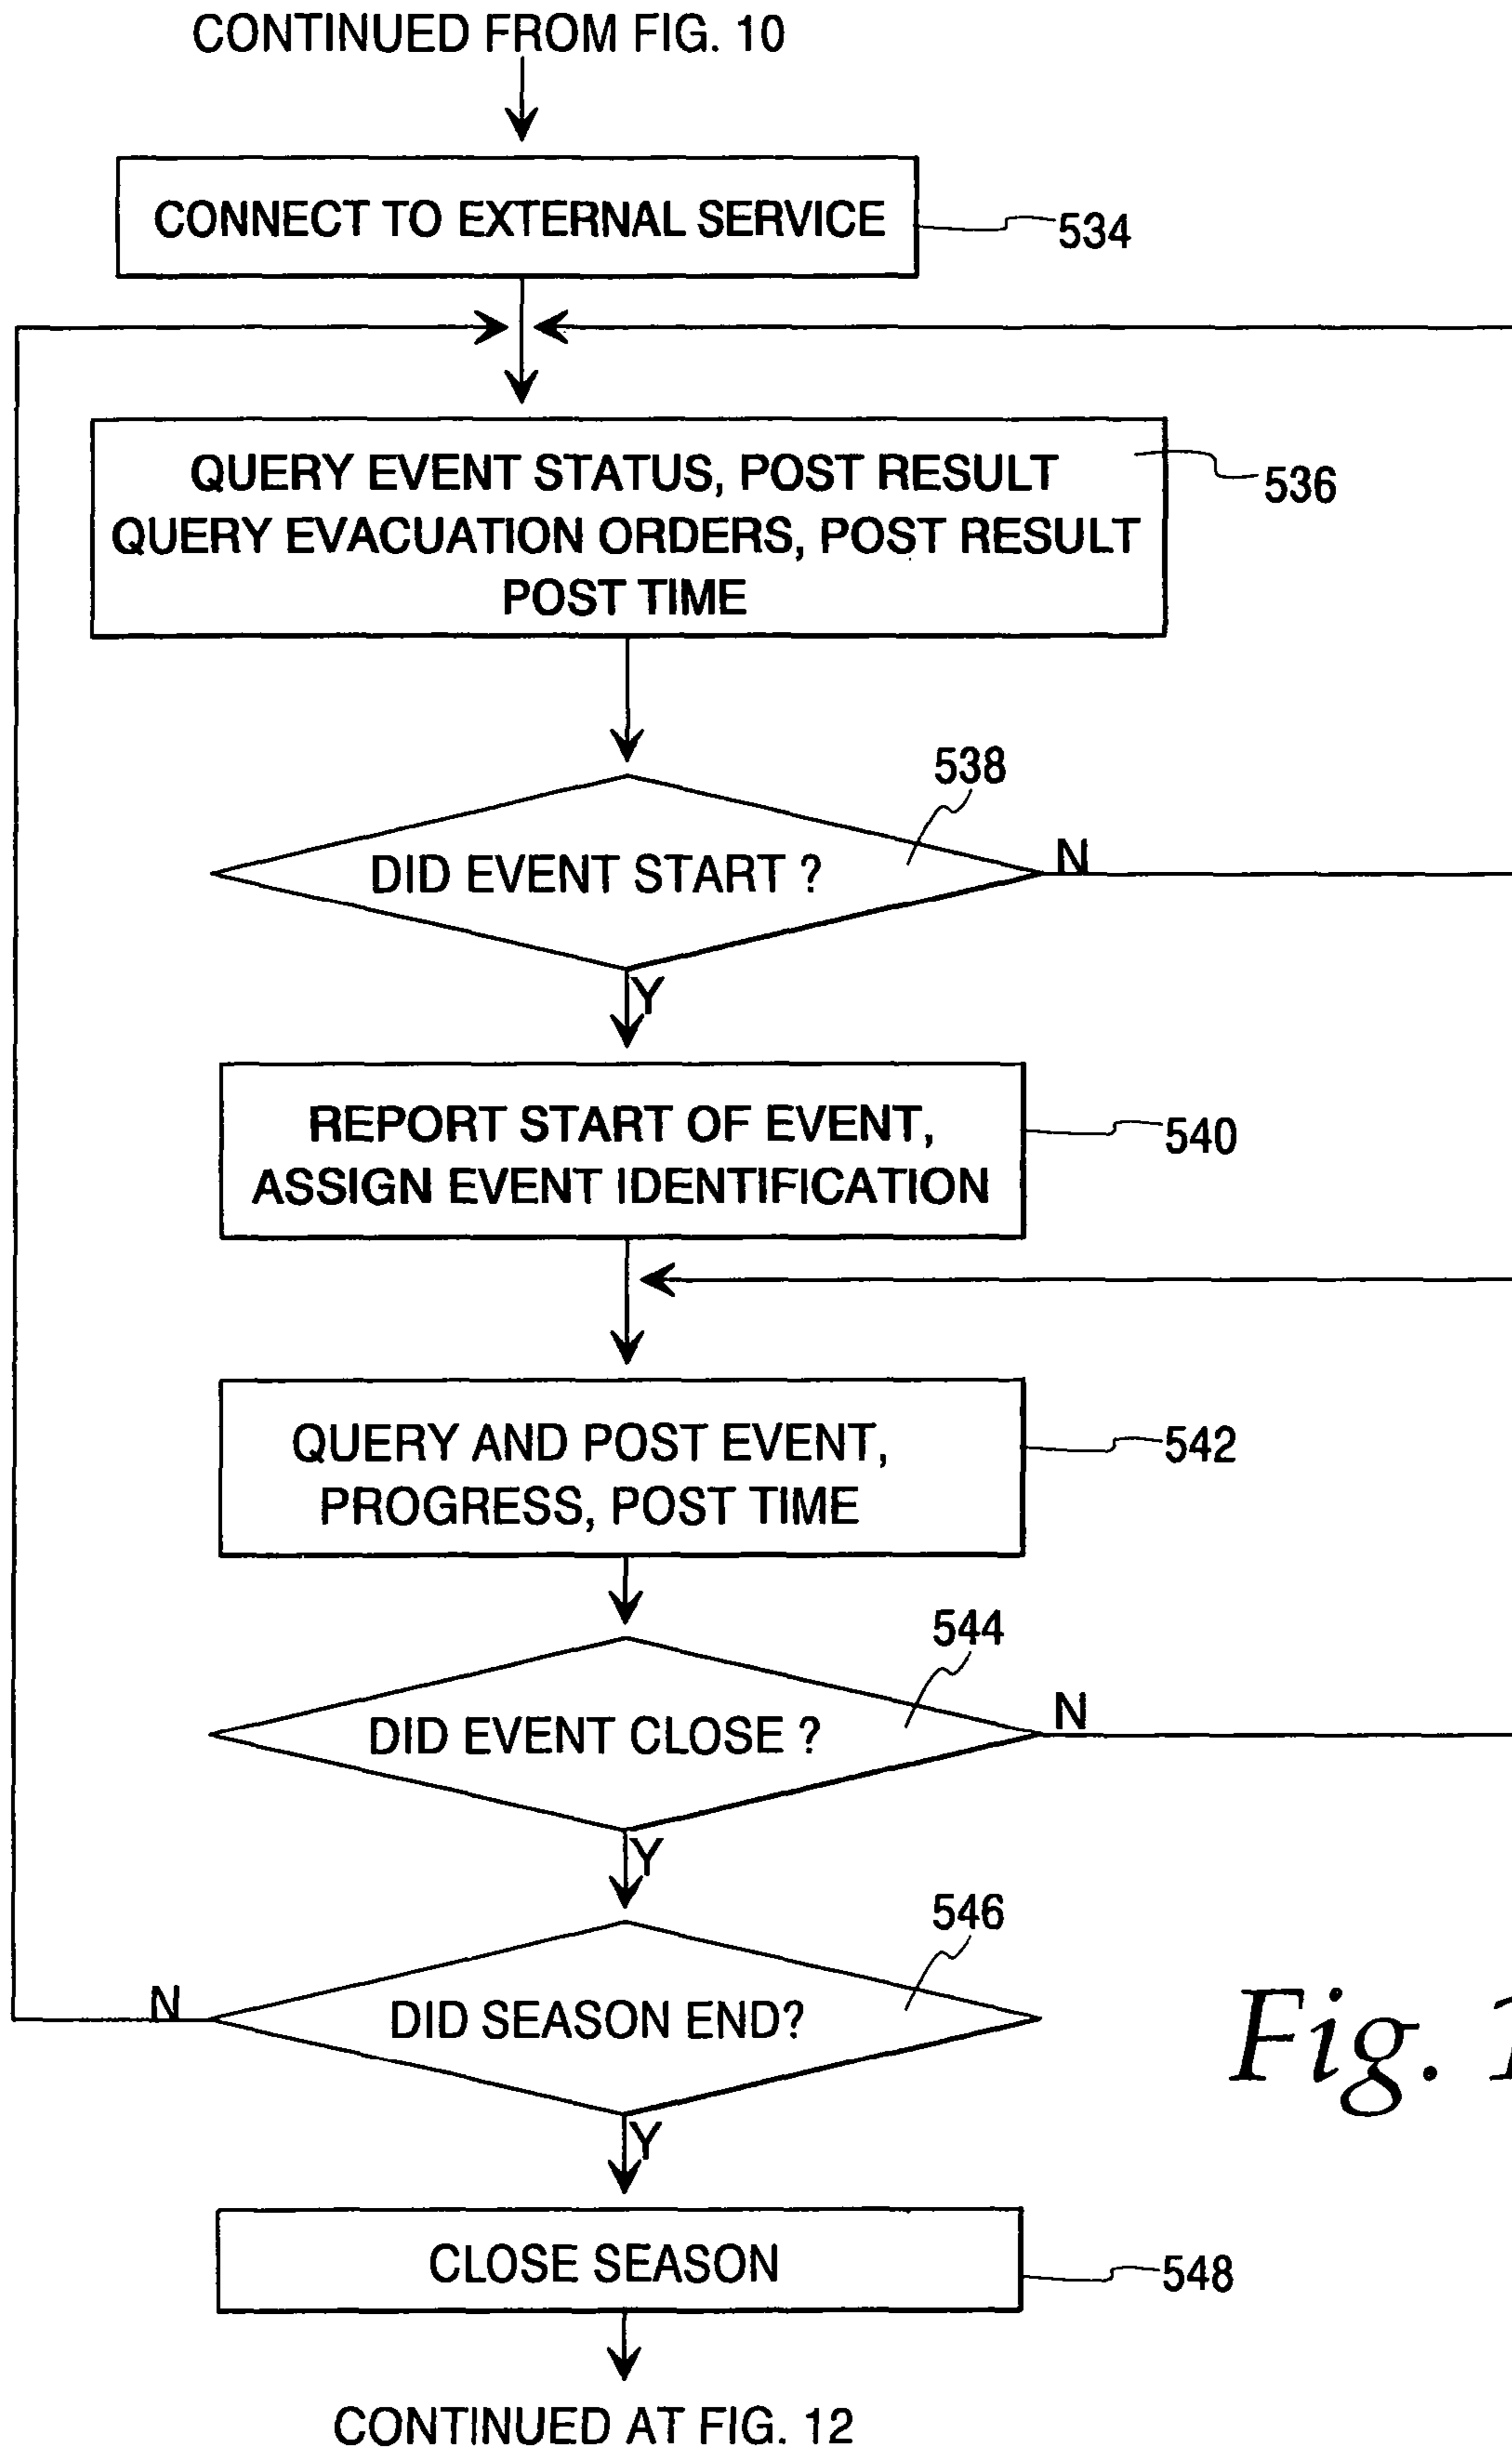 CONTINUED FROM FIG. 10
CONNECT TO EXTERNAL SERVICE
534
QUERY EVENT STATUS, POST RESULT
QUERY EVACUATION ORDERS, POST RESULT
POST TIME
536
538
DID EVENT START ?
N
Y
REPORT START OF EVENT,
ASSIGN EVENT IDENTIFICATION
540
QUERY AND POST EVENT,
PROGRESS, POST TIME
542
544
DID EVENT CLOSE ?
N
Y
546
DID SEASON END?
N
Y
Fig.
CLOSE SEASON
548
CONTINUED AT FIG. 12